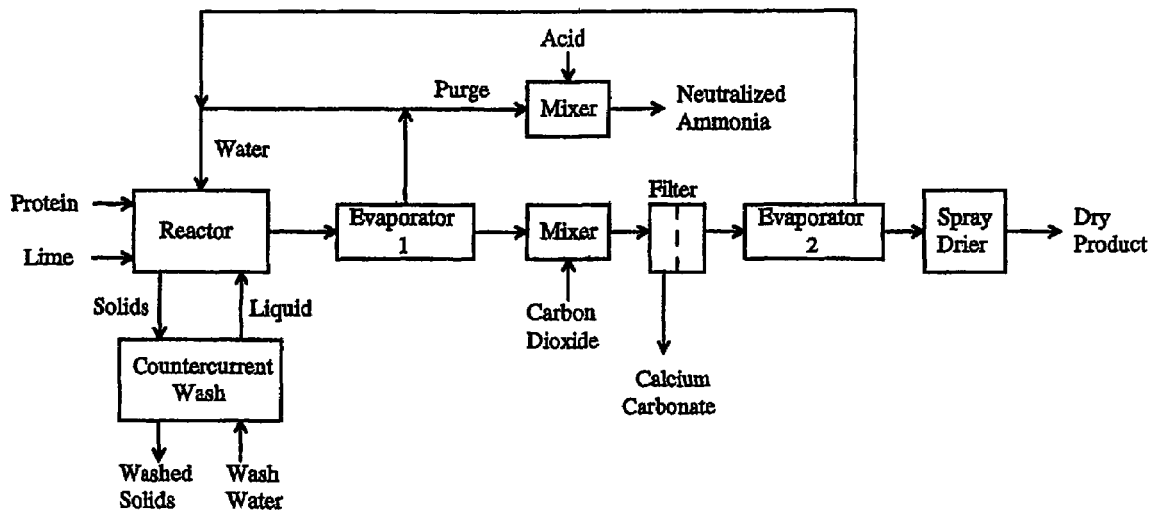 Acid
Purge
Mixer
Neutralized
Ammonia
Water
Protein
Lime
Reactor
Evaporator
1
Mixer
Filter
Evaporator
2
Spray
Drier
Dry
Product
Solids
Liquid
Carbon
Dioxide
Countercurrent
Wash
Calcium
Carbonate
Washed
Solids
Wash
Water